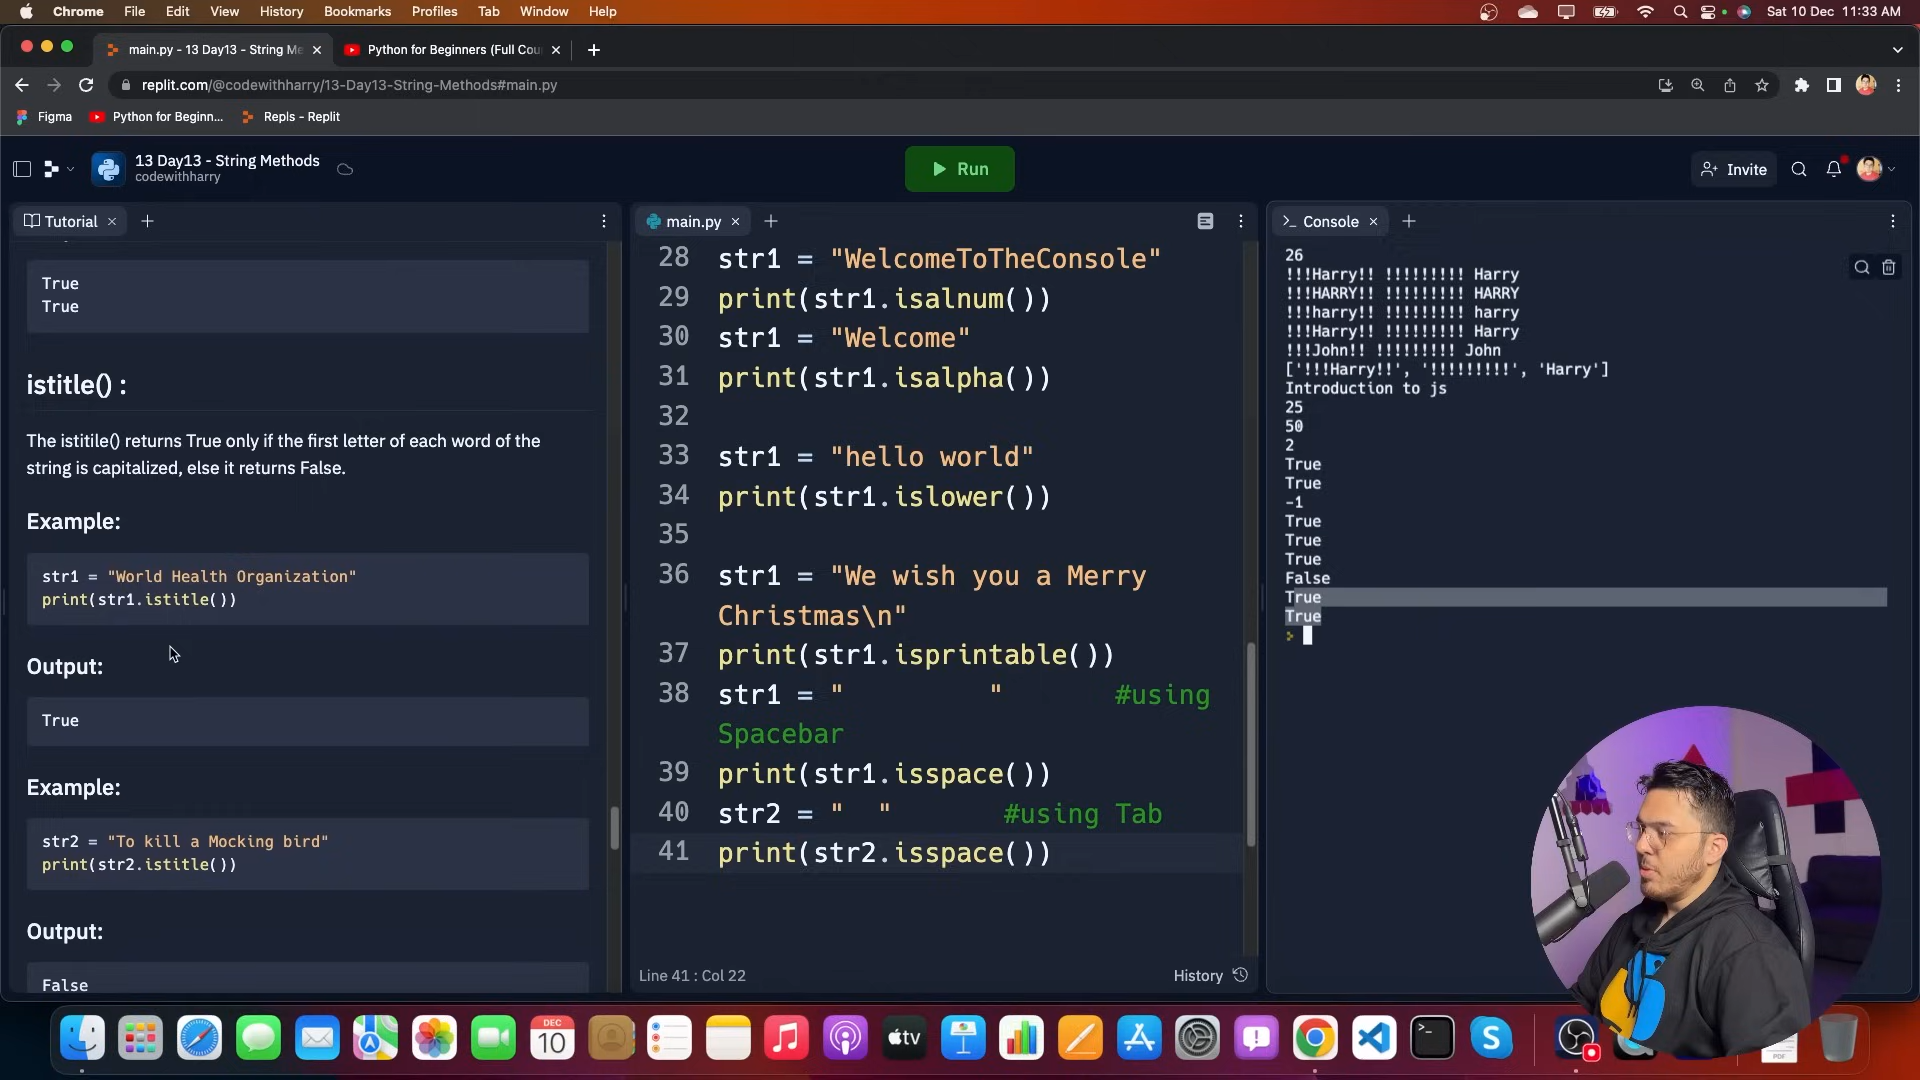 Chrome File Edit View History Bookmarks Profiles Tab Window Help Sat 10 Dec 11:33 AM
main.py - 13 Day13 - String Me
Python for Beginners (Full Cou
replit.com/@codewithharry/13-Day13-String-Methods#main.py
Figma Python for Beginn... Repls - Replit
13 Day13 - String Methods
codewithharry
Run
Invite
Tutorial
True
True
istitle() :
The istitile() returns True only if the first letter of each word of the
string is capitalized, else it returns False.
Example:
str1 = "World Health Organization"
print(str1.istitle())
Output:
True
Example:
str2 = "To kill a Mocking bird"
print(str2.istitle())
Output:
False
main.py
28 str1 = "WelcomeToTheConsole"
29 print(str1.isalnum())
30 str1 = "Welcome"
31 print(str1.isalpha())
32
33 str1 = "hello world"
34 print(str1.islower())
35
36 str1 = "We wish you a Merry
Christmas\n"
37 print(str1.isprintable())
38 str1 = "          "       #using
Spacebar
39 print(str1.isspace())
40 str2 = "  "       #using Tab
41 print(str2.isspace())
Line 41 : Col 22
History
Console
26
!!!Harry!! !!!!!!!!! Harry
!!!HARRY!! !!!!!!!!! HARRY
!!!harry!! !!!!!!!!! harry
!!!Harry!! !!!!!!!!! Harry
!!!John!! !!!!!!!!! John
['!!!Harry!!', '!!!!!!!!!', 'Harry']
Introduction to js
25
50
2
True
True
-1
True
True
True
False
True
True
>
DEC
10
tv
PDF